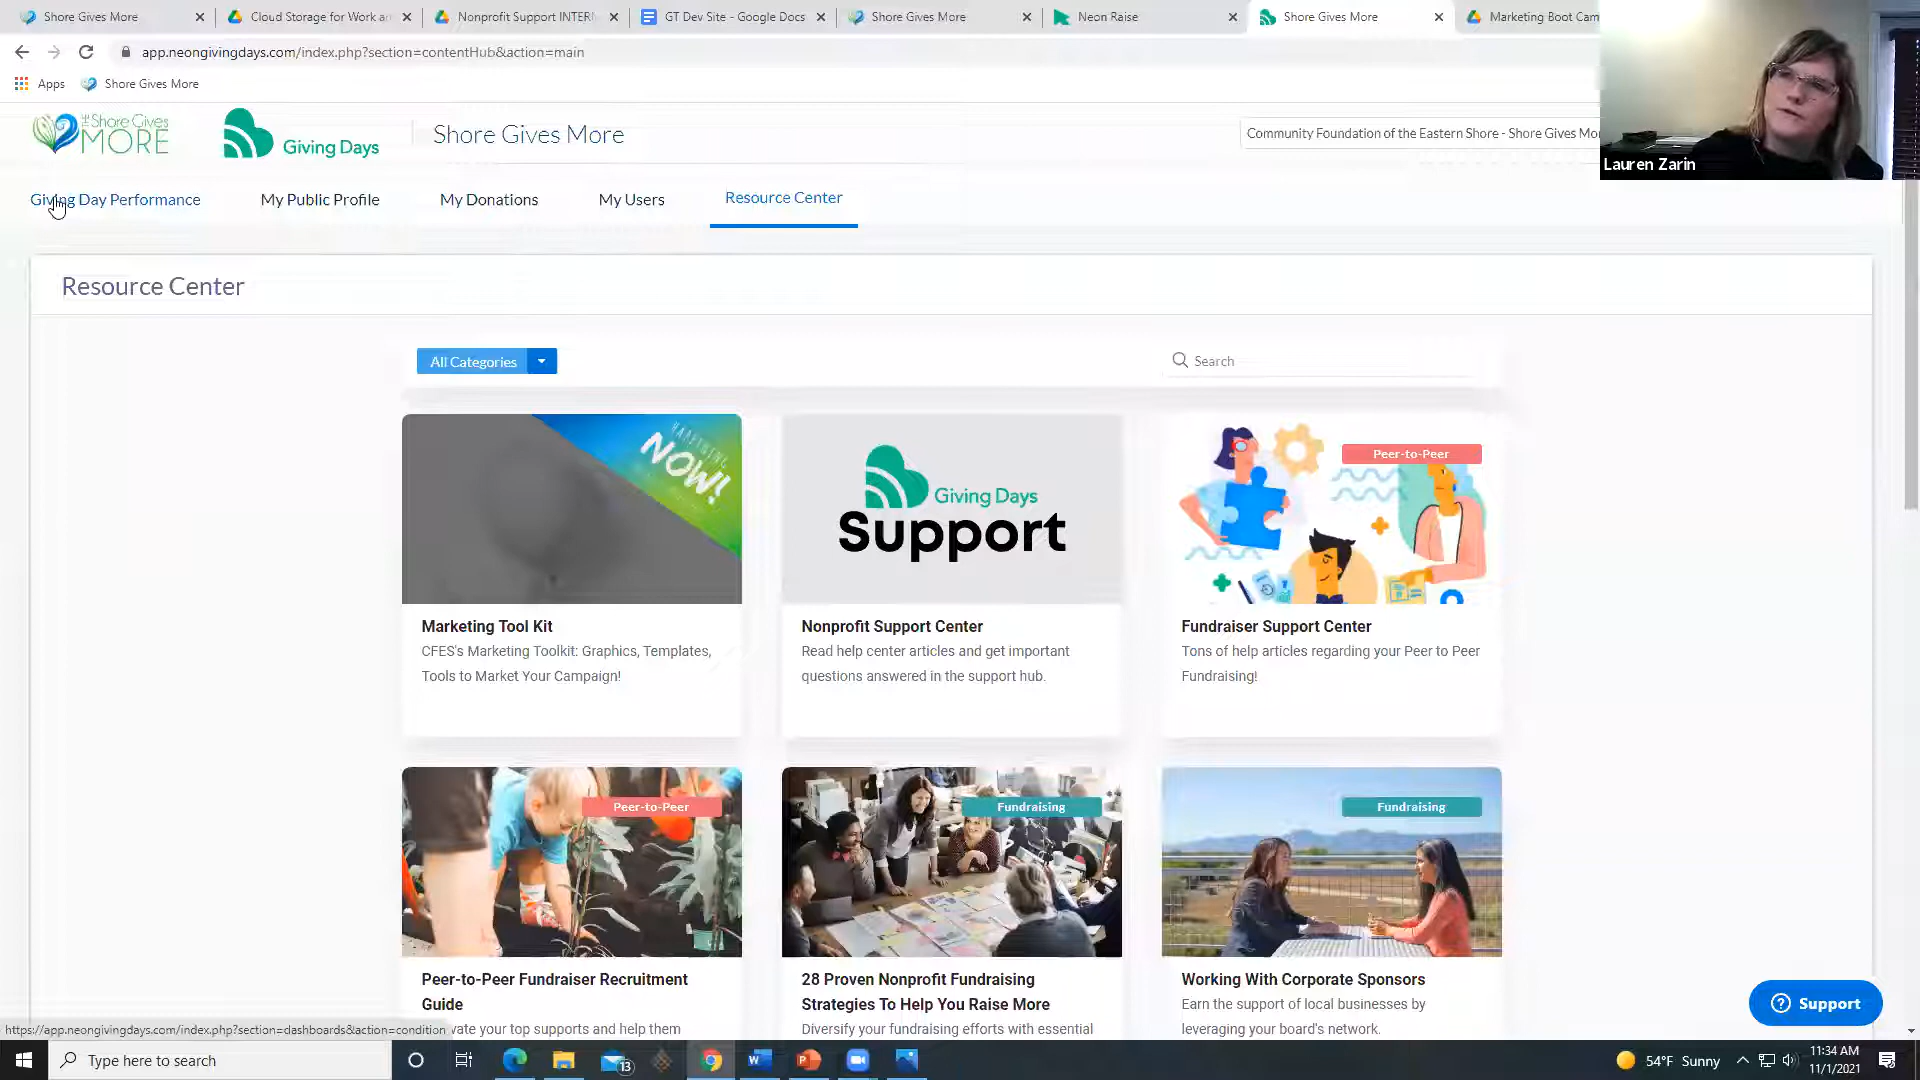 Shore Gives More
Cloud Storage for Work a
Nonprofit Support INTER
GT Dev Site - Google Docs
Shore Gives More
Neon Raise
Shore Gives More
Marketing Boot Cam
app.neongivingdays.com/index.php?section=contentHub&action=main
Apps
Shore Gives More
THE Shore Gives
MORE
Giving Days
Shore Gives More
Community Foundation of the Eastern Shore - Shore Gives Mo
Lauren Zarin
Giving Day Performance
My Public Profile
My Donations
My Users
Resource Center
Resource Center
All Categories
Search
HAPPENING
NOW!
Giving Days
Support
Peer-to-Peer
Marketing Tool Kit
CFES's Marketing Toolkit: Graphics, Templates,
Tools to Market Your Campaign!
Nonprofit Support Center
Read help center articles and get important
questions answered in the support hub.
Fundraiser Support Center
Tons of help articles regarding your Peer to Peer
Fundraising!
Peer-to-Peer
Fundraising
Fundraising
Peer-to-Peer Fundraiser Recruitment
Guide
vate your top supports and help them
28 Proven Nonprofit Fundraising
Strategies To Help You Raise More
Diversify your fundraising efforts with essential
Working With Corporate Sponsors
Earn the support of local businesses by
leveraging your board's network.
Support
https://app.neongivingdays.com/index.php?section=dashboards&action=condition
Type here to search
13
54°F Sunny
11:34 AM
11/1/2021